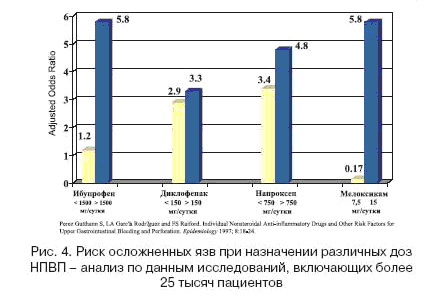 6
5
4
3
2
1
0
Adjusted Odds Ratio
1.2
5.8
2.9
3.3
3.4
4.8
0.17
5.8
Ибупрофен
< 1500 > 1500
мг/сутки
Диклофенак
< 150 > 150
мг/сутки
Напроксен
< 750 > 750
мг/сутки
Мелоксикам
7,5 15
мг/сутки
Perez Gutthann S, LA García Rodríguez and FS Raiford. Individual Nonsteroidal Anti-inflammatory Drugs and Other Risk Factors for
Upper Gastrointestinal Bleeding and Perforation. Epidemiology 1997; 8:18-24.
Рис. 4. Риск осложненных язв при назначении различных доз
НПВП – анализ по данным исследований, включающих более
25 тысяч пациентов